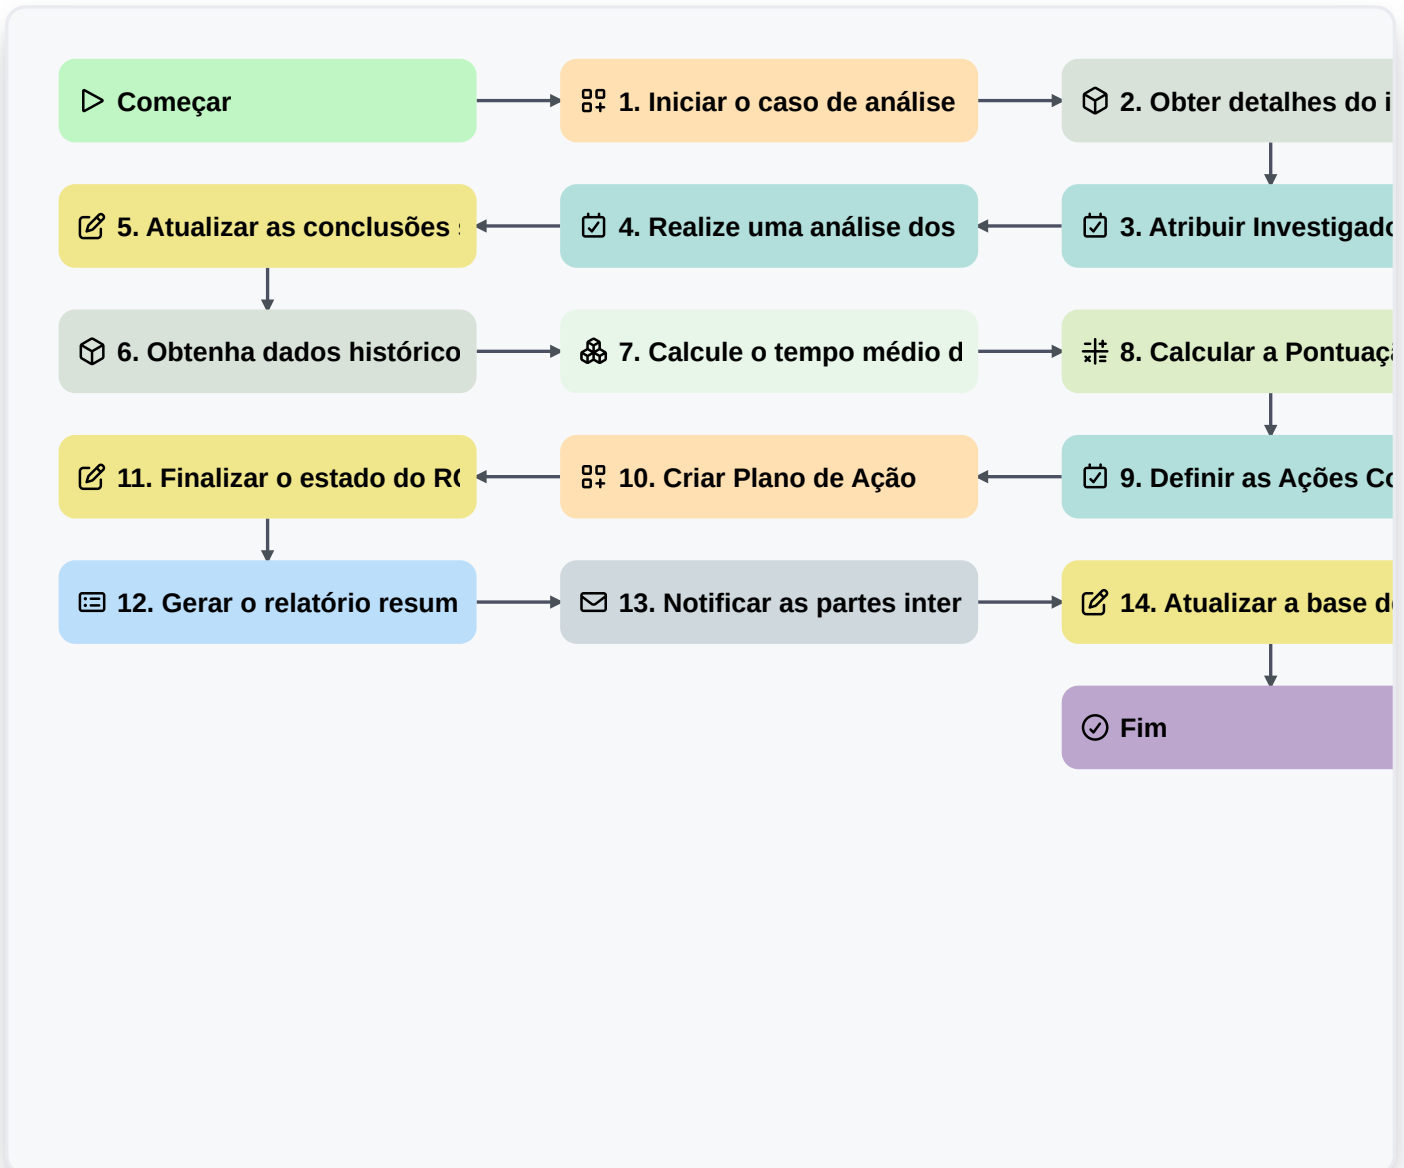 Começar
1. Iniciar o caso de análise
2. Obter detalhes do
5. Atualizar as conclusões
4. Realize uma análise dos
3. Atribuir
6. Obtenha dados histórico
7. Calcule o tempo médio d
8. Calcular a
11. Finalizar o estado do
10. Criar Plano de Ação
9. Definir as Ações
12. Gerar o relatório resum
13. Notificar as partes inter
14. Atualizar a base
Fim